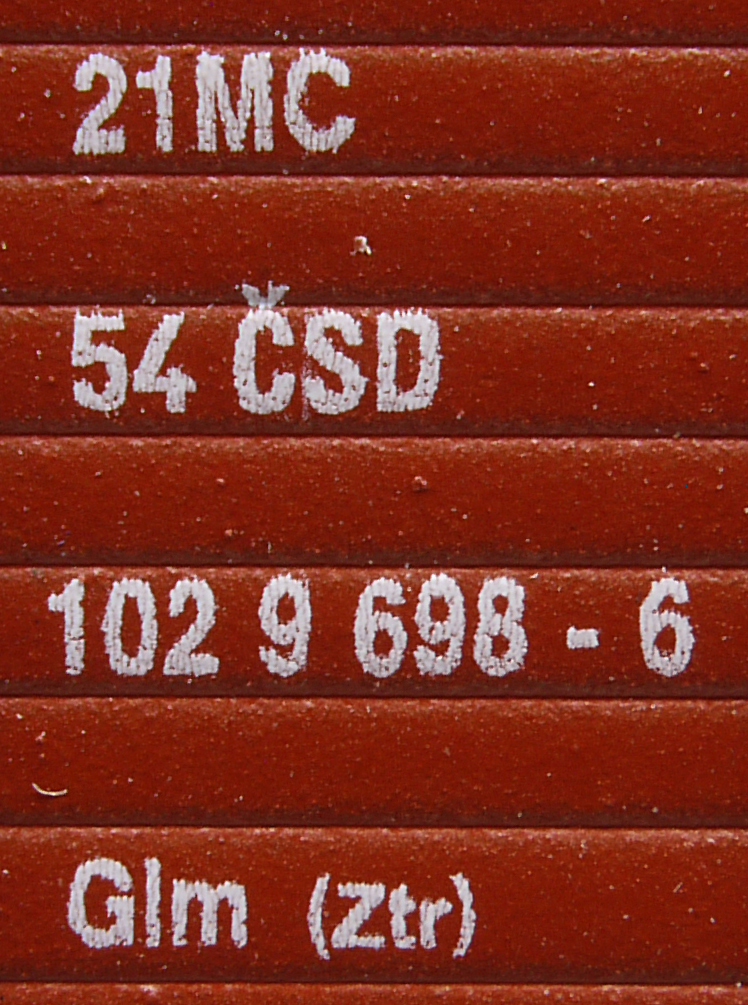 21MC
54 ČSD
102 9 698 - 6
Glm (Ztr)